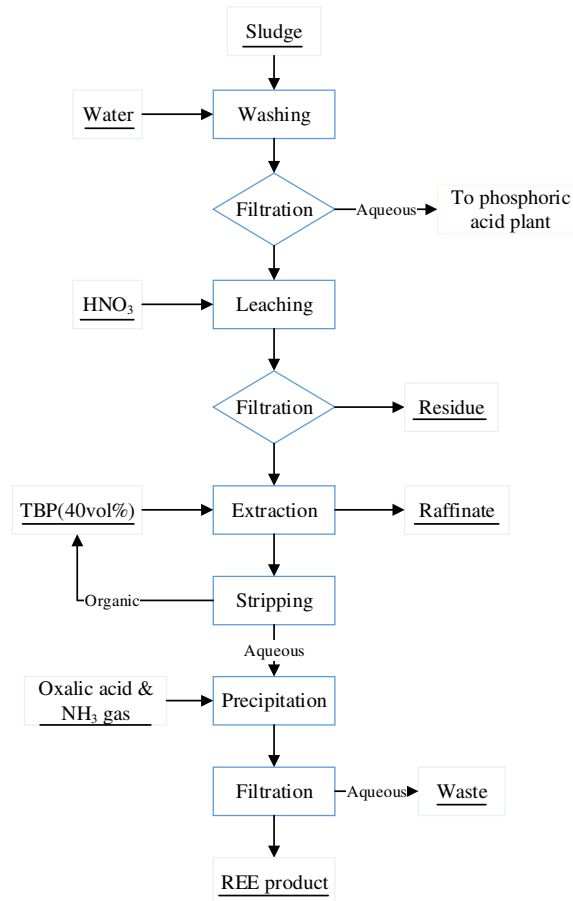 Sludge
Water
Washing
Filtration
Aqueous
To phosphoric
acid plant
HNO₃
Leaching
Filtration
Residue
TBP(40vol%)
Extraction
Raffinate
Organic
Stripping
Aqueous
Oxalic acid &
NH₃ gas
Precipitation
Filtration
Aqueous
Waste
REE product